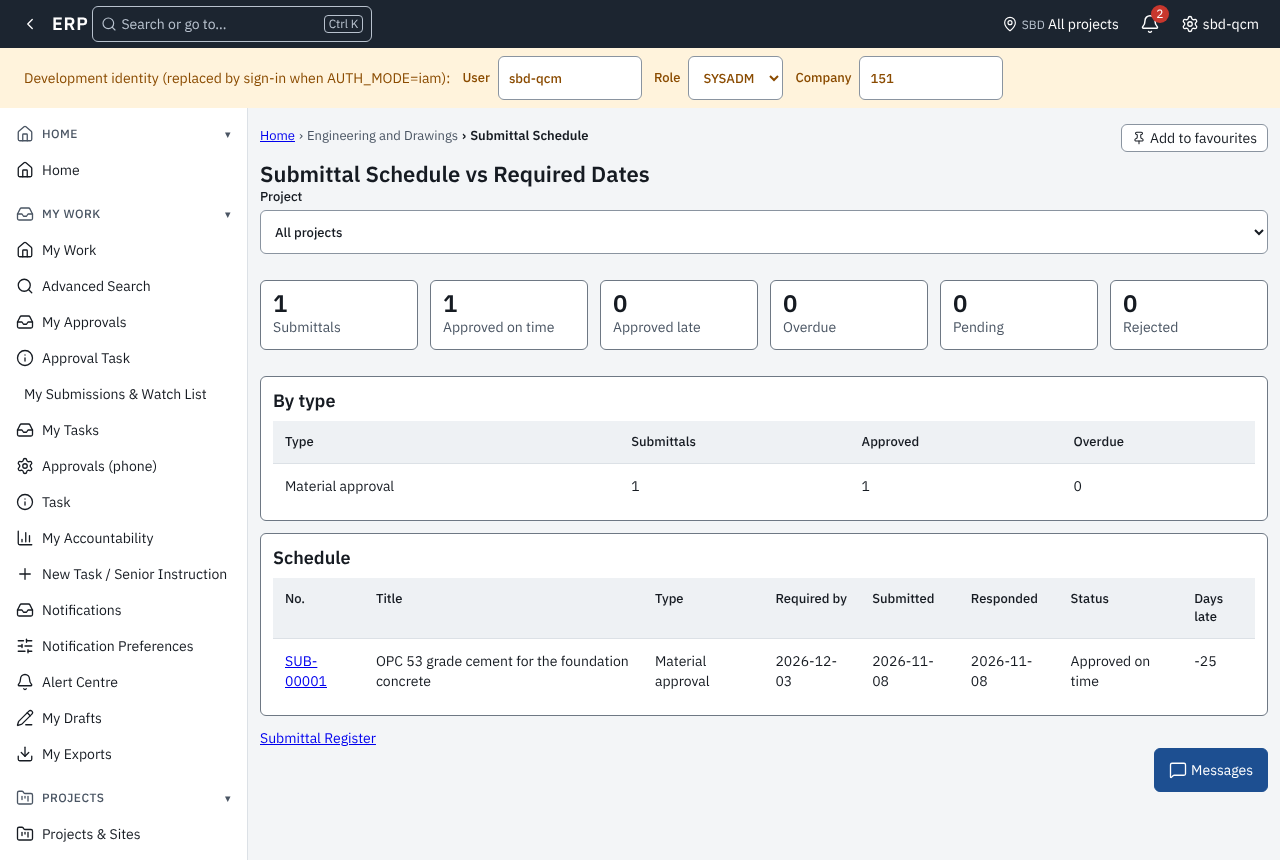 ERP
Search or go to...
Ctrl K
SBD All projects
2
sbd-qcm
Development identity (replaced by sign-in when AUTH_MODE=iam):
User
sbd-qcm
Role
SYSADM
Company
151
HOME
Home
MY WORK
My Work
Advanced Search
My Approvals
Approval Task
My Submissions & Watch List
My Tasks
Approvals (phone)
Task
My Accountability
New Task / Senior Instruction
Notifications
Notification Preferences
Alert Centre
My Drafts
My Exports
PROJECTS
Projects & Sites
Home › Engineering and Drawings › Submittal Schedule
Add to favourites
Submittal Schedule vs Required Dates
Project
All projects
1
Submittals
1
Approved on time
0
Approved late
0
Overdue
0
Pending
0
Rejected
By type
Type Submittals Approved Overdue
Material approval 1 1 0
Schedule
No. Title Type Required by Submitted Responded Status Days
late
SUB- OPC 53 grade cement for the foundation Material 2026-12- 2026-11- 2026-11- Approved on -25
00001 concrete approval 03 08 08 time
Submittal Register
Messages